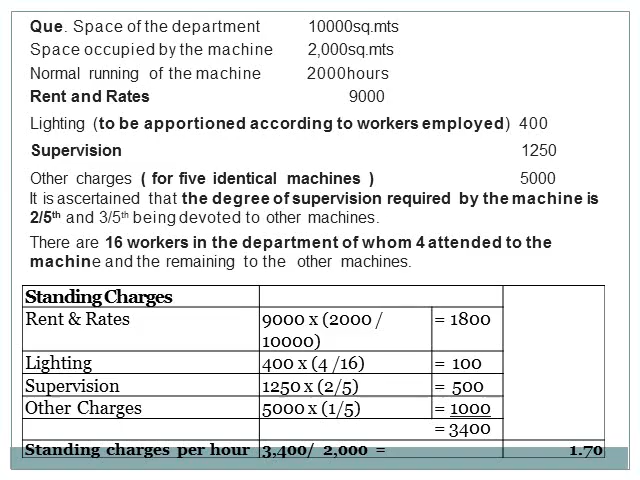 Que. Space of the department 10000sq.mts
Space occupied by the machine 2,000sq.mts
Normal running of the machine 2000hours
Rent and Rates 9000
Lighting (to be apportioned according to workers employed) 400
Supervision 1250
Other charges ( for five identical machines ) 5000
It is ascertained that the degree of supervision required by the machine is
2/5th and 3/5th being devoted to other machines.
There are 16 workers in the department of whom 4 attended to the
machine and the remaining to the other machines.
Standing Charges
Rent & Rates 9000 x (2000 / = 1800
10000)
Lighting 400 x (4 /16) = 100
Supervision 1250 x (2/5) = 500
Other Charges 5000 x (1/5) = 1000
= 3400
Standing charges per hour 3,400/ 2,000 = 1.70